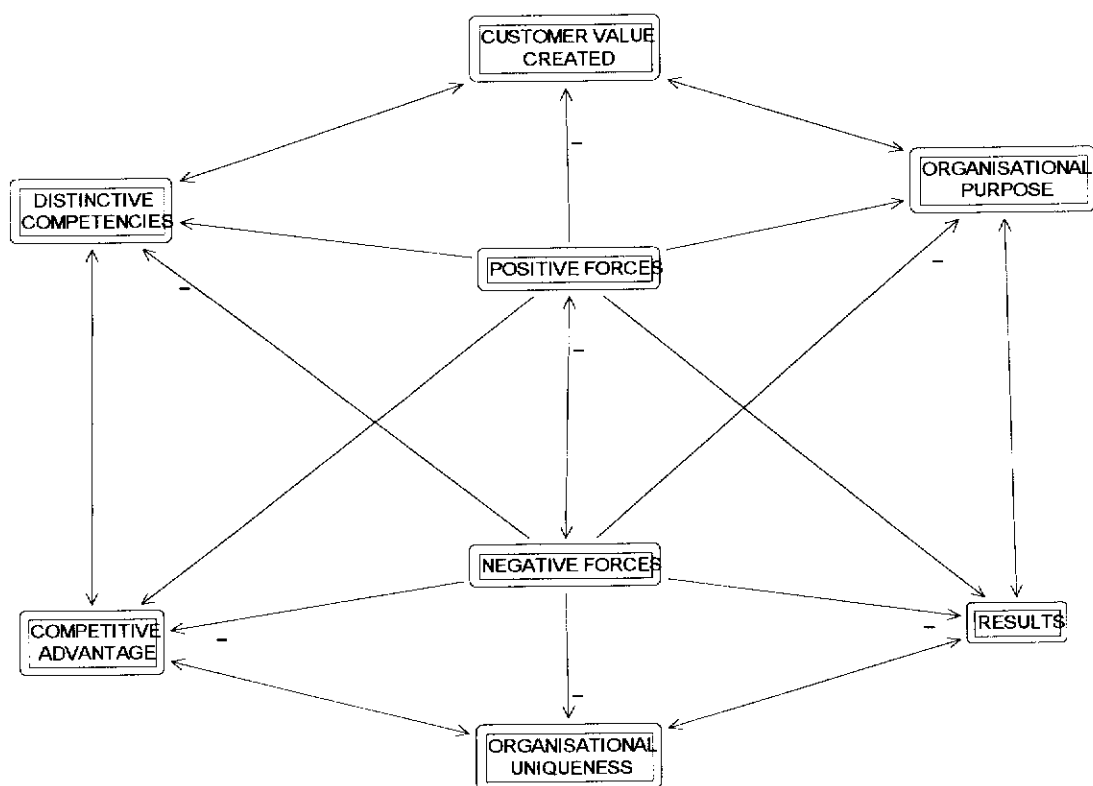 CUSTOMER VALUE
CREATED
ORGANISATIONAL
PURPOSE
DISTINCTIVE
COMPETENCIES
–
POSITIVE FORCES
–
–
–
NEGATIVE FORCES
COMPETITIVE
ADVANTAGE
–
–
RESULTS
–
ORGANISATIONAL
UNIQUENESS